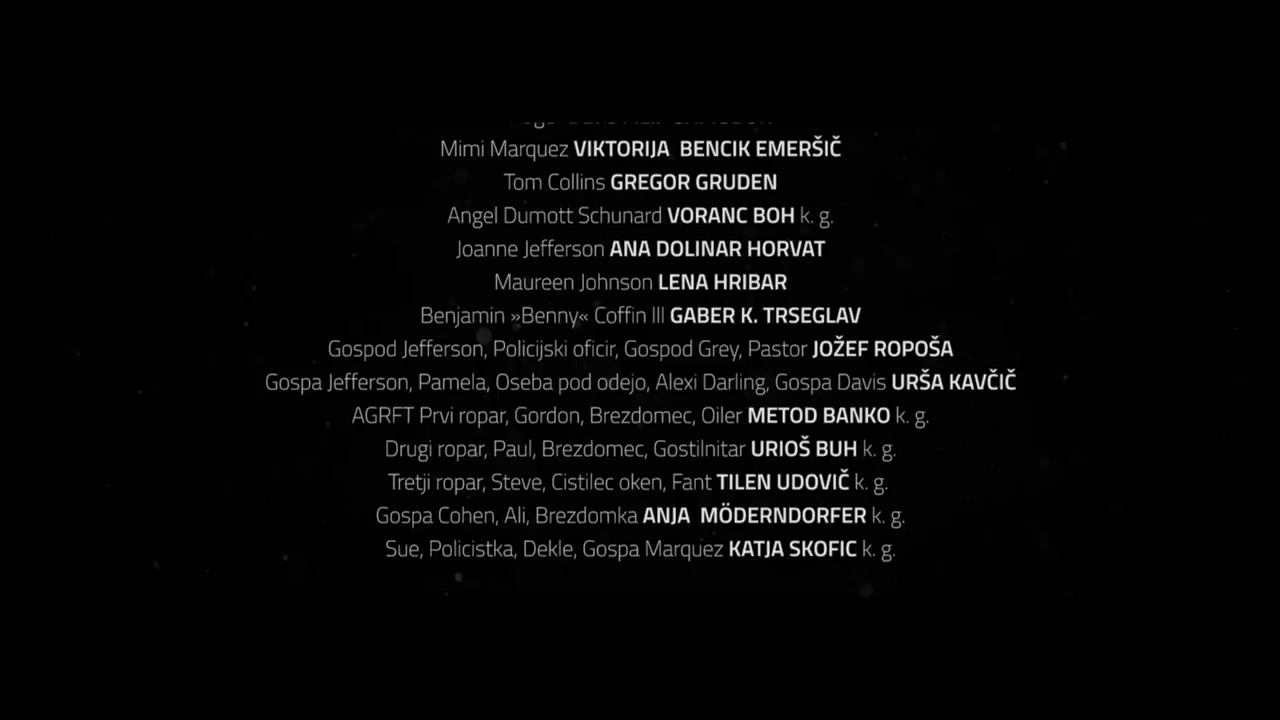 Mimi Marquez VIKTORIJA BENCIK EMERŠIČ
Tom Collins GREGOR GRUDEN
Angel Dumott Schunard VORANC BOH k. g.
Joanne Jefferson ANA DOLINAR HORVAT
Maureen Johnson LENA HRIBAR
Benjamin »Benny« Coffin III GABER K. TRSEGLAV
Gospod Jefferson, Policijski oficir, Gospod Grey, Pastor JOŽEF ROPOŠA
Gospa Jefferson, Pamela, Oseba pod odejo, Alexi Darling, Gospa Davis URŠA KAVČIČ
AGRFT Prvi ropar, Gordon, Brezdomec, Oiler METOD BANKO k. g.
Drugi ropar, Paul, Brezdomec, Gostilnitar URIOŠ BUH k. g.
Tretji ropar, Steve, Cistilec oken, Fant TILEN UDOVIČ k. g.
Gospa Cohen, Ali, Brezdomka ANJA MÖDERNDORFER k. g.
Sue, Policistka, Dekle, Gospa Marquez KATJA SKOFIC k. g.